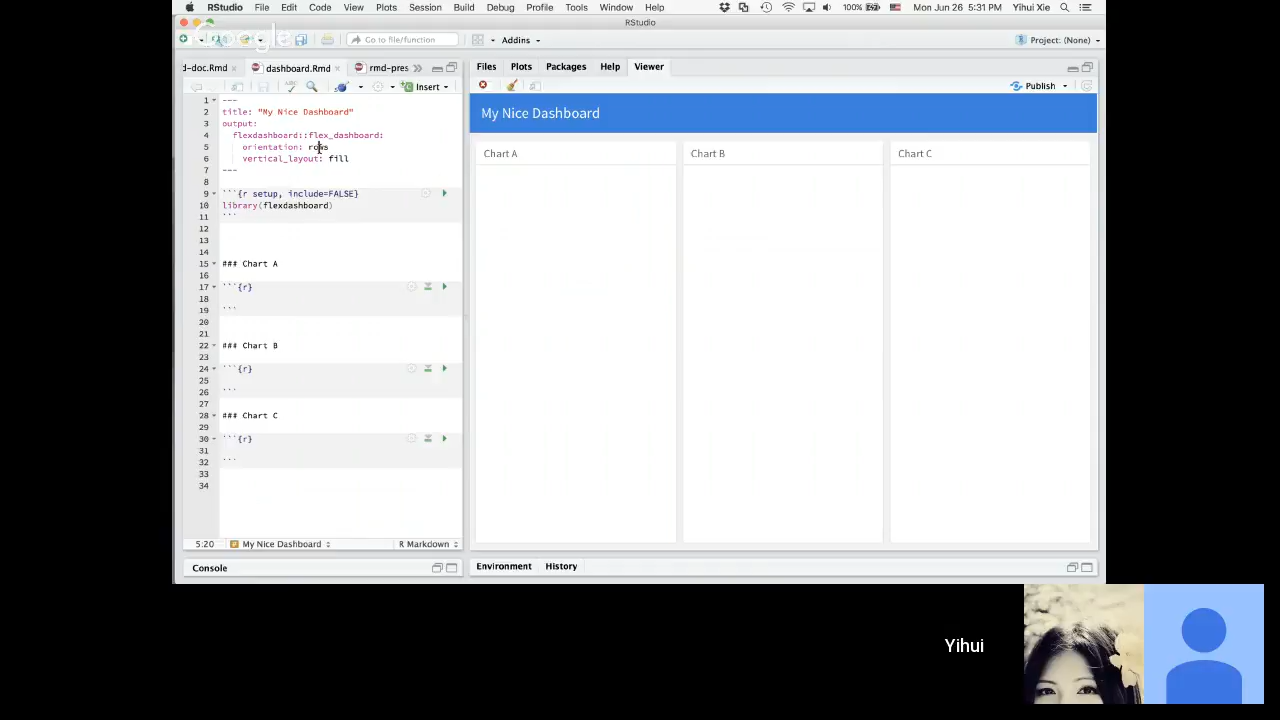 RStudio File Edit Code View Plots Session Build Debug Profile Tools Window Help 100% Mon Jun 26 5:31 PM Yihui Xie
RStudio
Go to file/function Addins Project: (None)
d-doc.Rmd dashboard.Rmd rmd-pres
Insert
1 ---
2 title: "My Nice Dashboard"
3 output:
4 flexdashboard::flex_dashboard:
5 orientation: rows
6 vertical_layout: fill
7 ---
8
9 ```{r setup, include=FALSE}
10 library(flexdashboard)
11 ```
12
13
14
15 ### Chart A
16
17 ```{r}
18
19 ```
20
21
22 ### Chart B
23
24 ```{r}
25
26 ```
27
28 ### Chart C
29
30 ```{r}
31
32 ```
33
34
5:20 My Nice Dashboard R Markdown
Console
Files Plots Packages Help Viewer
Publish
My Nice Dashboard
Chart A Chart B Chart C
Environment History
Yihui